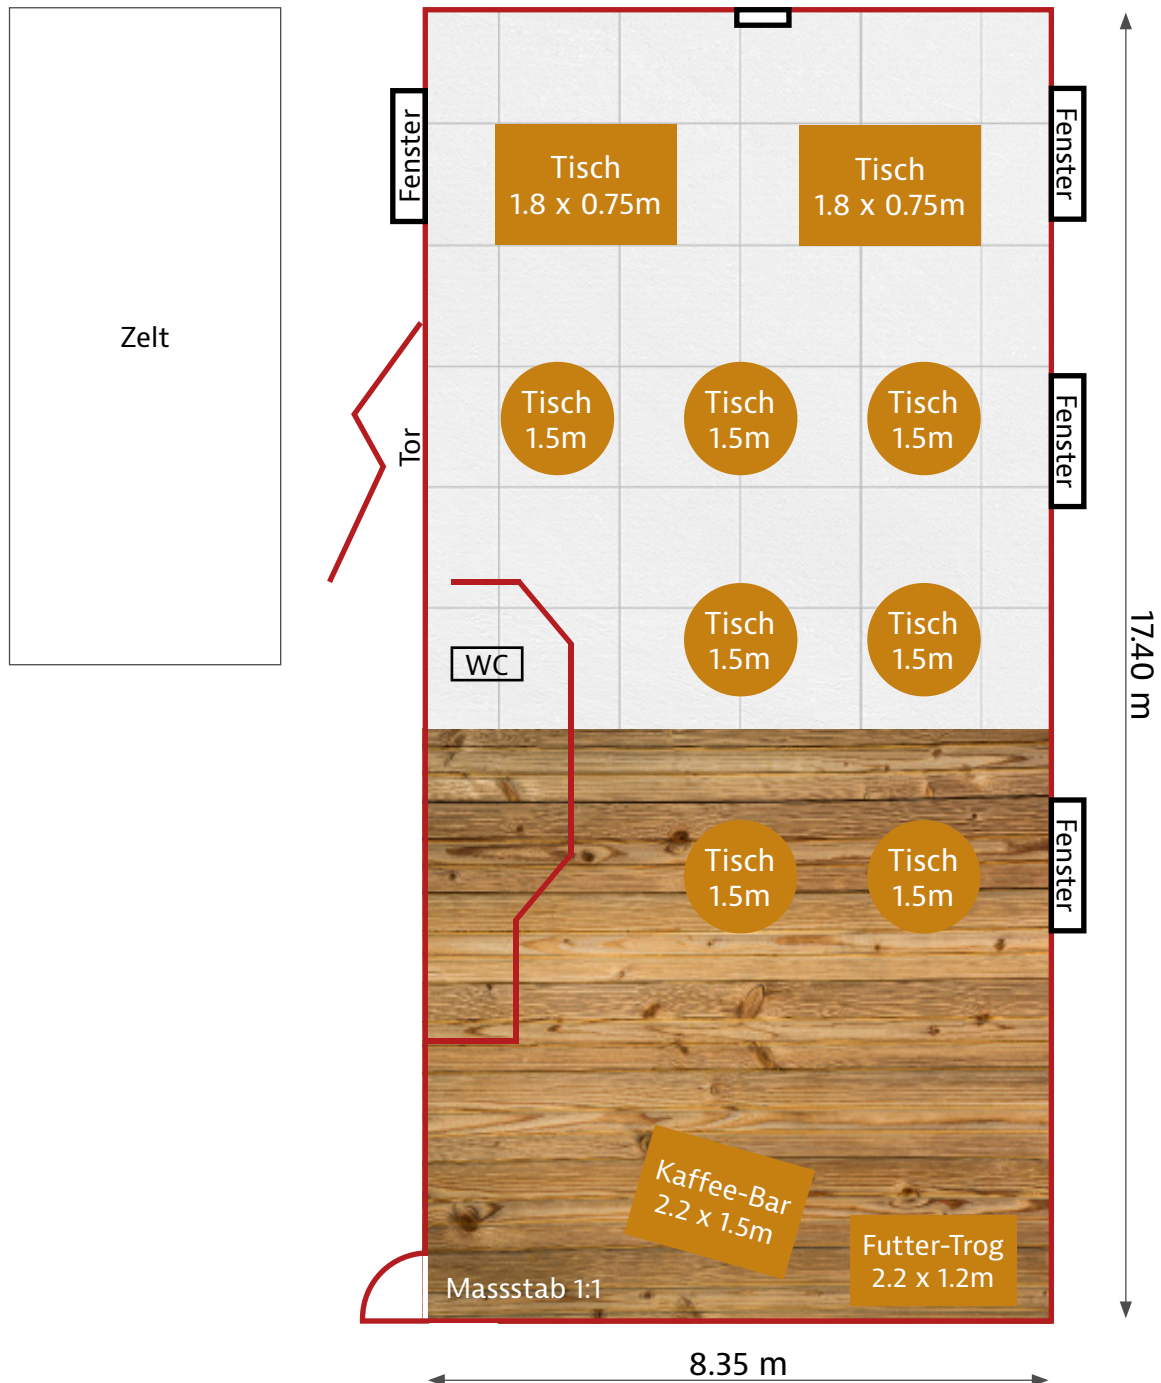 Fenster
Fenster
Tisch
1.8 x 0.75m
Tisch
1.8 x 0.75m
Zelt
Tor
Tisch
1.5m
Tisch
1.5m
Tisch
1.5m
Fenster
Tisch
1.5m
Tisch
1.5m
WC
17.40 m
Tisch
1.5m
Tisch
1.5m
Fenster
Kaffee-Bar
2.2 x 1.5m
Futter-Trog
2.2 x 1.2m
Massstab 1:1
8.35 m